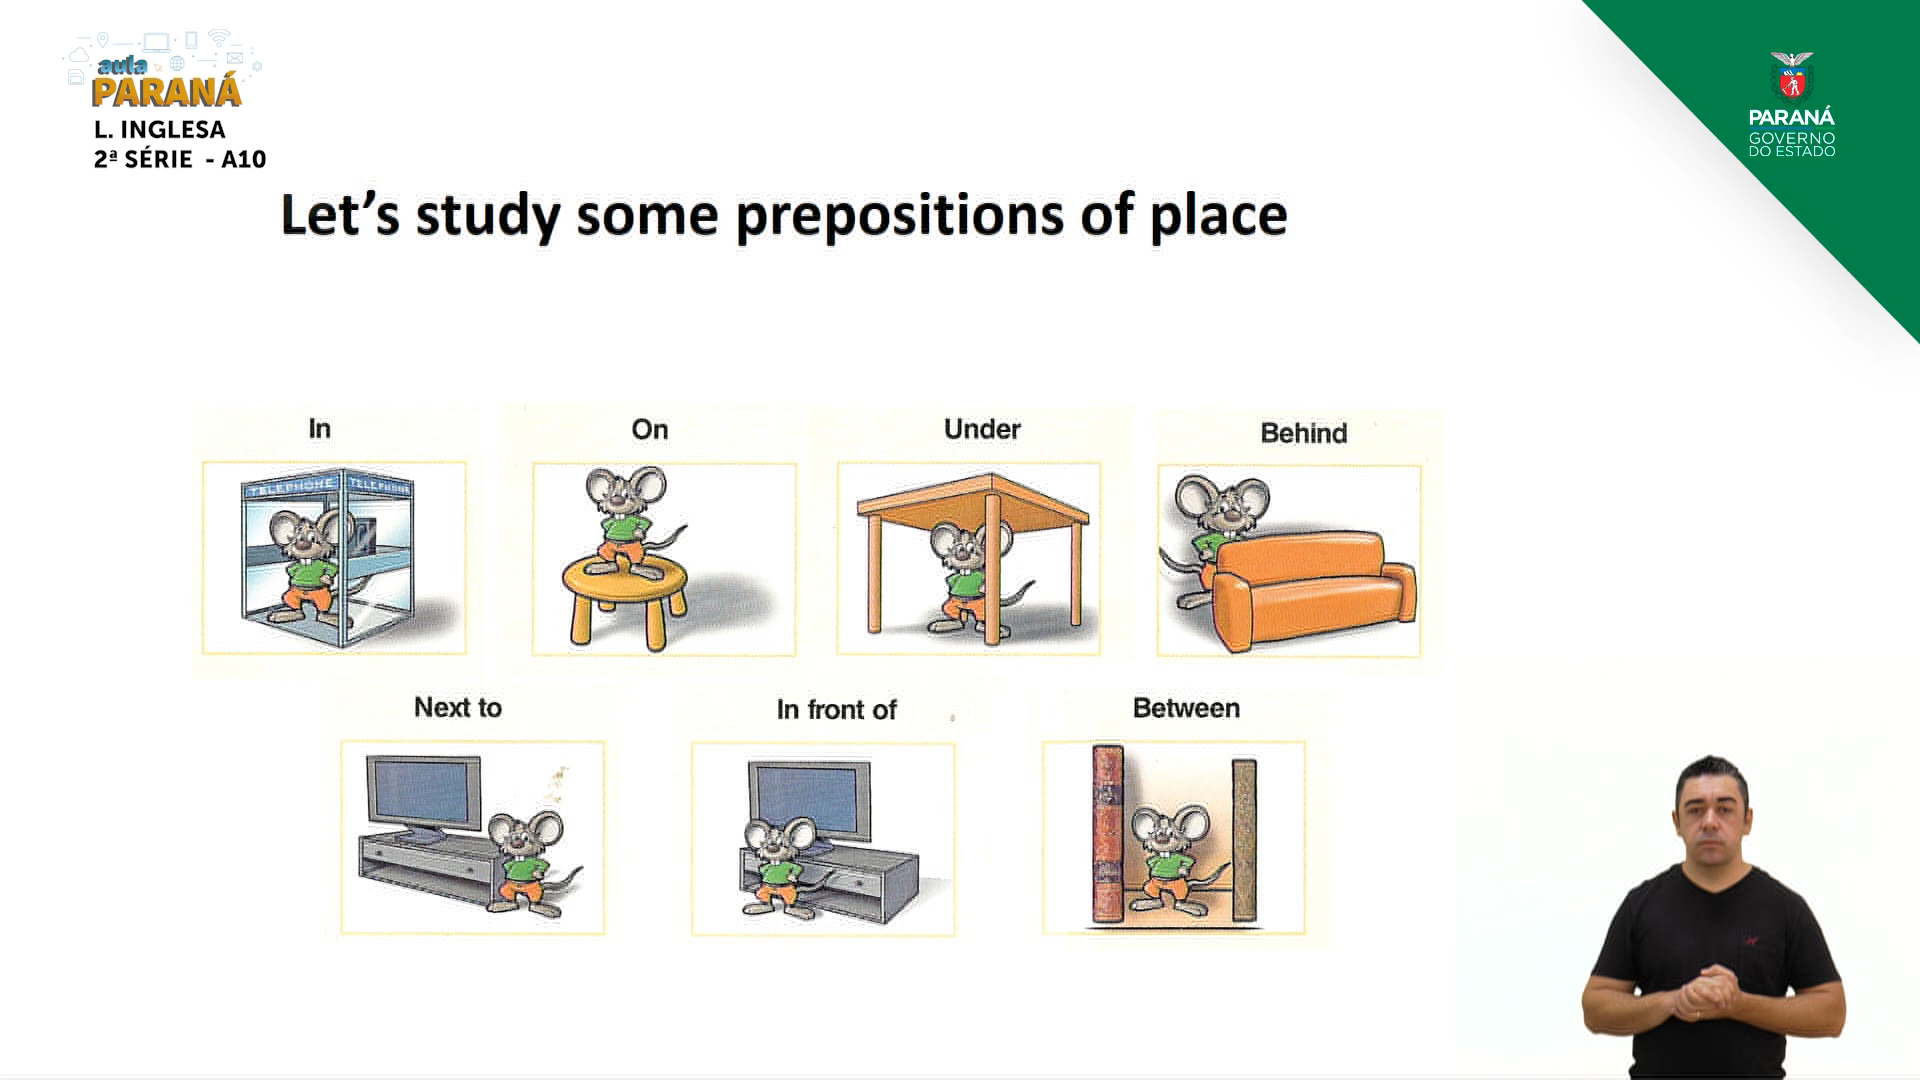 aula
PARANÁ
L. INGLESA
2ª SÉRIE - A10
PARANÁ
GOVERNO
DO ESTADO
Let's study some prepositions of place
In
On
Under
Behind
TELEPHONE
TELEPHONE
Next to
In front of
Between